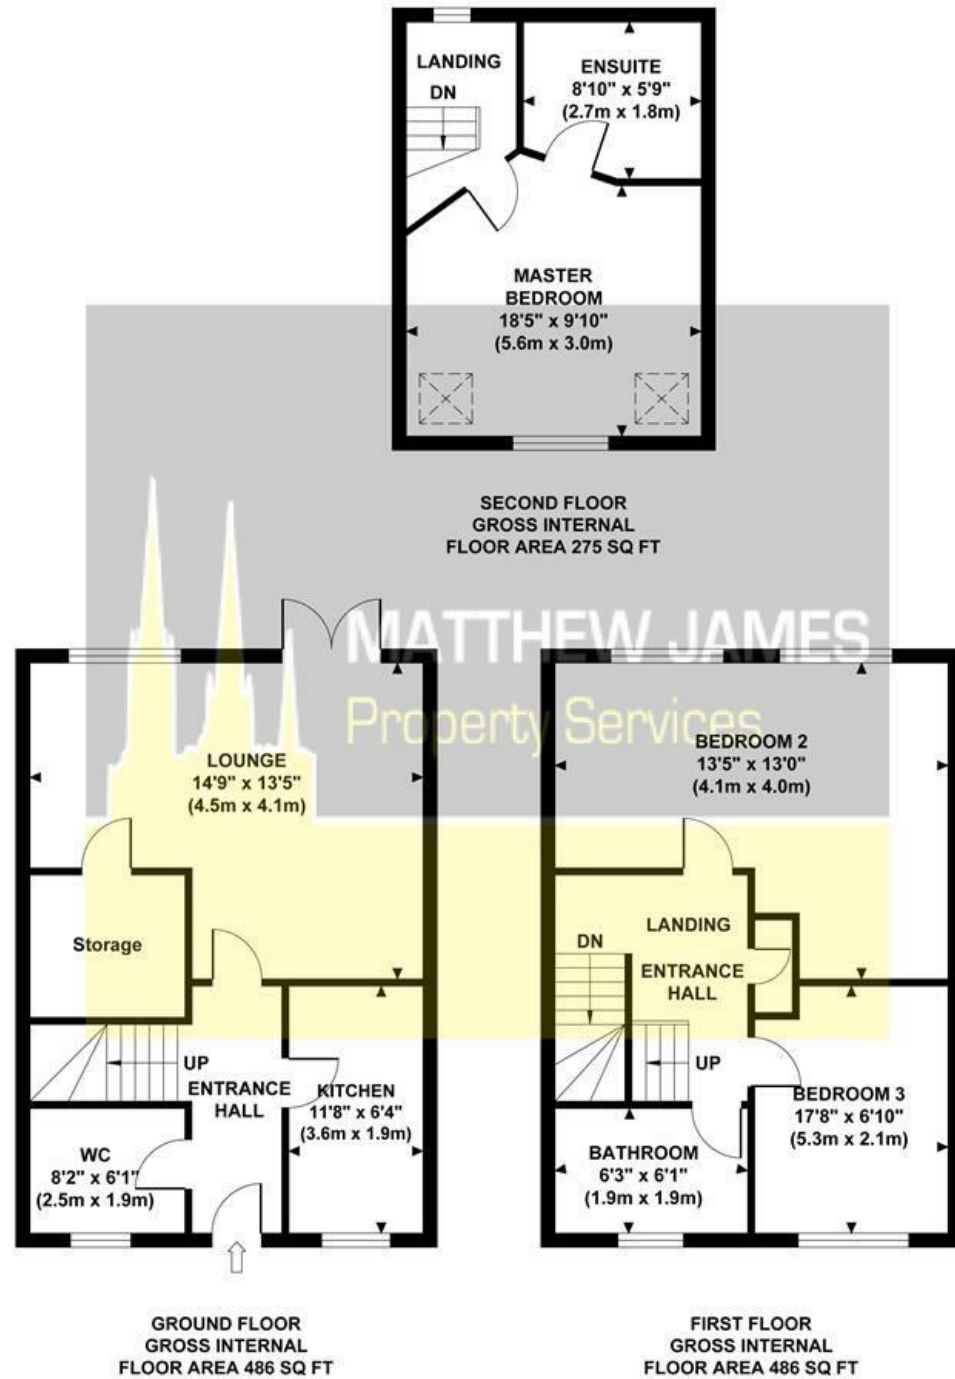 LANDING
DN
ENSUITE
8'10" x 5'9"
(2.7m x 1.8m)
MASTER
BEDROOM
18'5" x 9'10"
(5.6m x 3.0m)
SECOND FLOOR
GROSS INTERNAL
FLOOR AREA 275 SQ FT
MATTHEW JAMES
Property Services
LOUNGE
14'9" x 13'5"
(4.5m x 4.1m)
Storage
UP
ENTRANCE
HALL
KITCHEN
11'8" x 6'4"
(3.6m x 1.9m)
WC
8'2" x 6'1"
(2.5m x 1.9m)
GROUND FLOOR
GROSS INTERNAL
FLOOR AREA 486 SQ FT
BEDROOM 2
13'5" x 13'0"
(4.1m x 4.0m)
LANDING
DN
ENTRANCE
HALL
UP
BEDROOM 3
17'8" x 6'10"
(5.3m x 2.1m)
BATHROOM
6'3" x 6'1"
(1.9m x 1.9m)
FIRST FLOOR
GROSS INTERNAL
FLOOR AREA 486 SQ FT